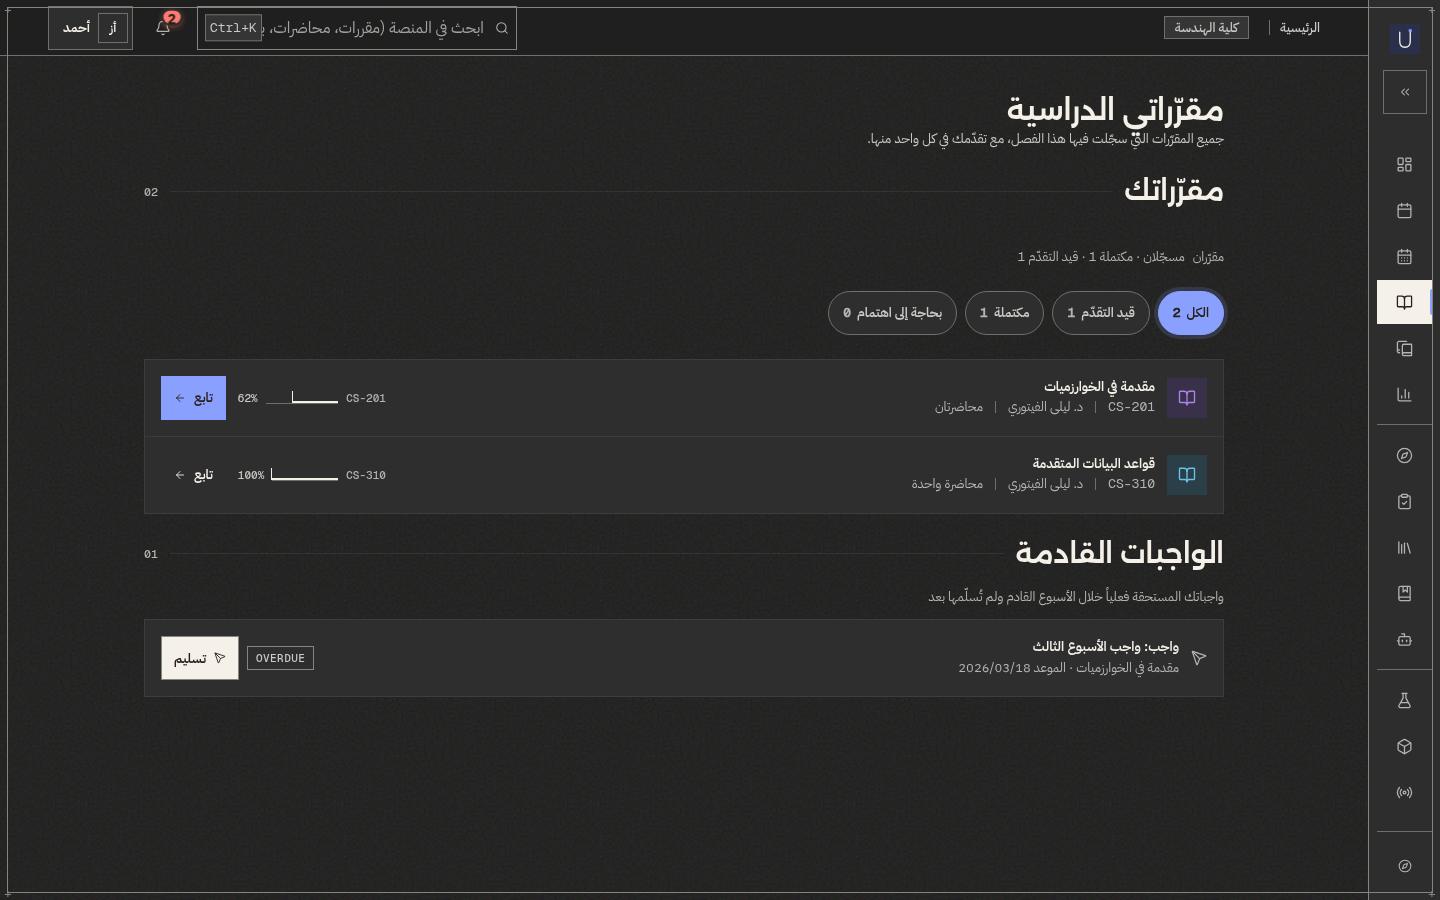 الرئيسية
كلية الهندسة
ابحث في المنصة (مقررات، محاضرات،
Ctrl+K
2
أز
أحمد
مقرّراتي الدراسية
جميع المقرّرات التي سجّلت فيها هذا الفصل، مع تقدّمك في كل واحد منها.
مقرّراتك
02
مقرّران مسجّلان · مكتملة 1 · قيد التقدّم 1
الكل 2
قيد التقدّم 1
مكتملة 1
بحاجة إلى اهتمام 0
مقدمة في الخوارزميات
CS-201 | د. ليلى الفيتوري | محاضرتان
CS-201
62%
تابع ←
قواعد البيانات المتقدمة
CS-310 | د. ليلى الفيتوري | محاضرة واحدة
CS-310
100%
تابع ←
الواجبات القادمة
01
واجباتك المستحقة فعلياً خلال الأسبوع القادم ولم تُسلّمها بعد
واجب: واجب الأسبوع الثالث
مقدمة في الخوارزميات · الموعد 2026/03/18
OVERDUE
تسليم